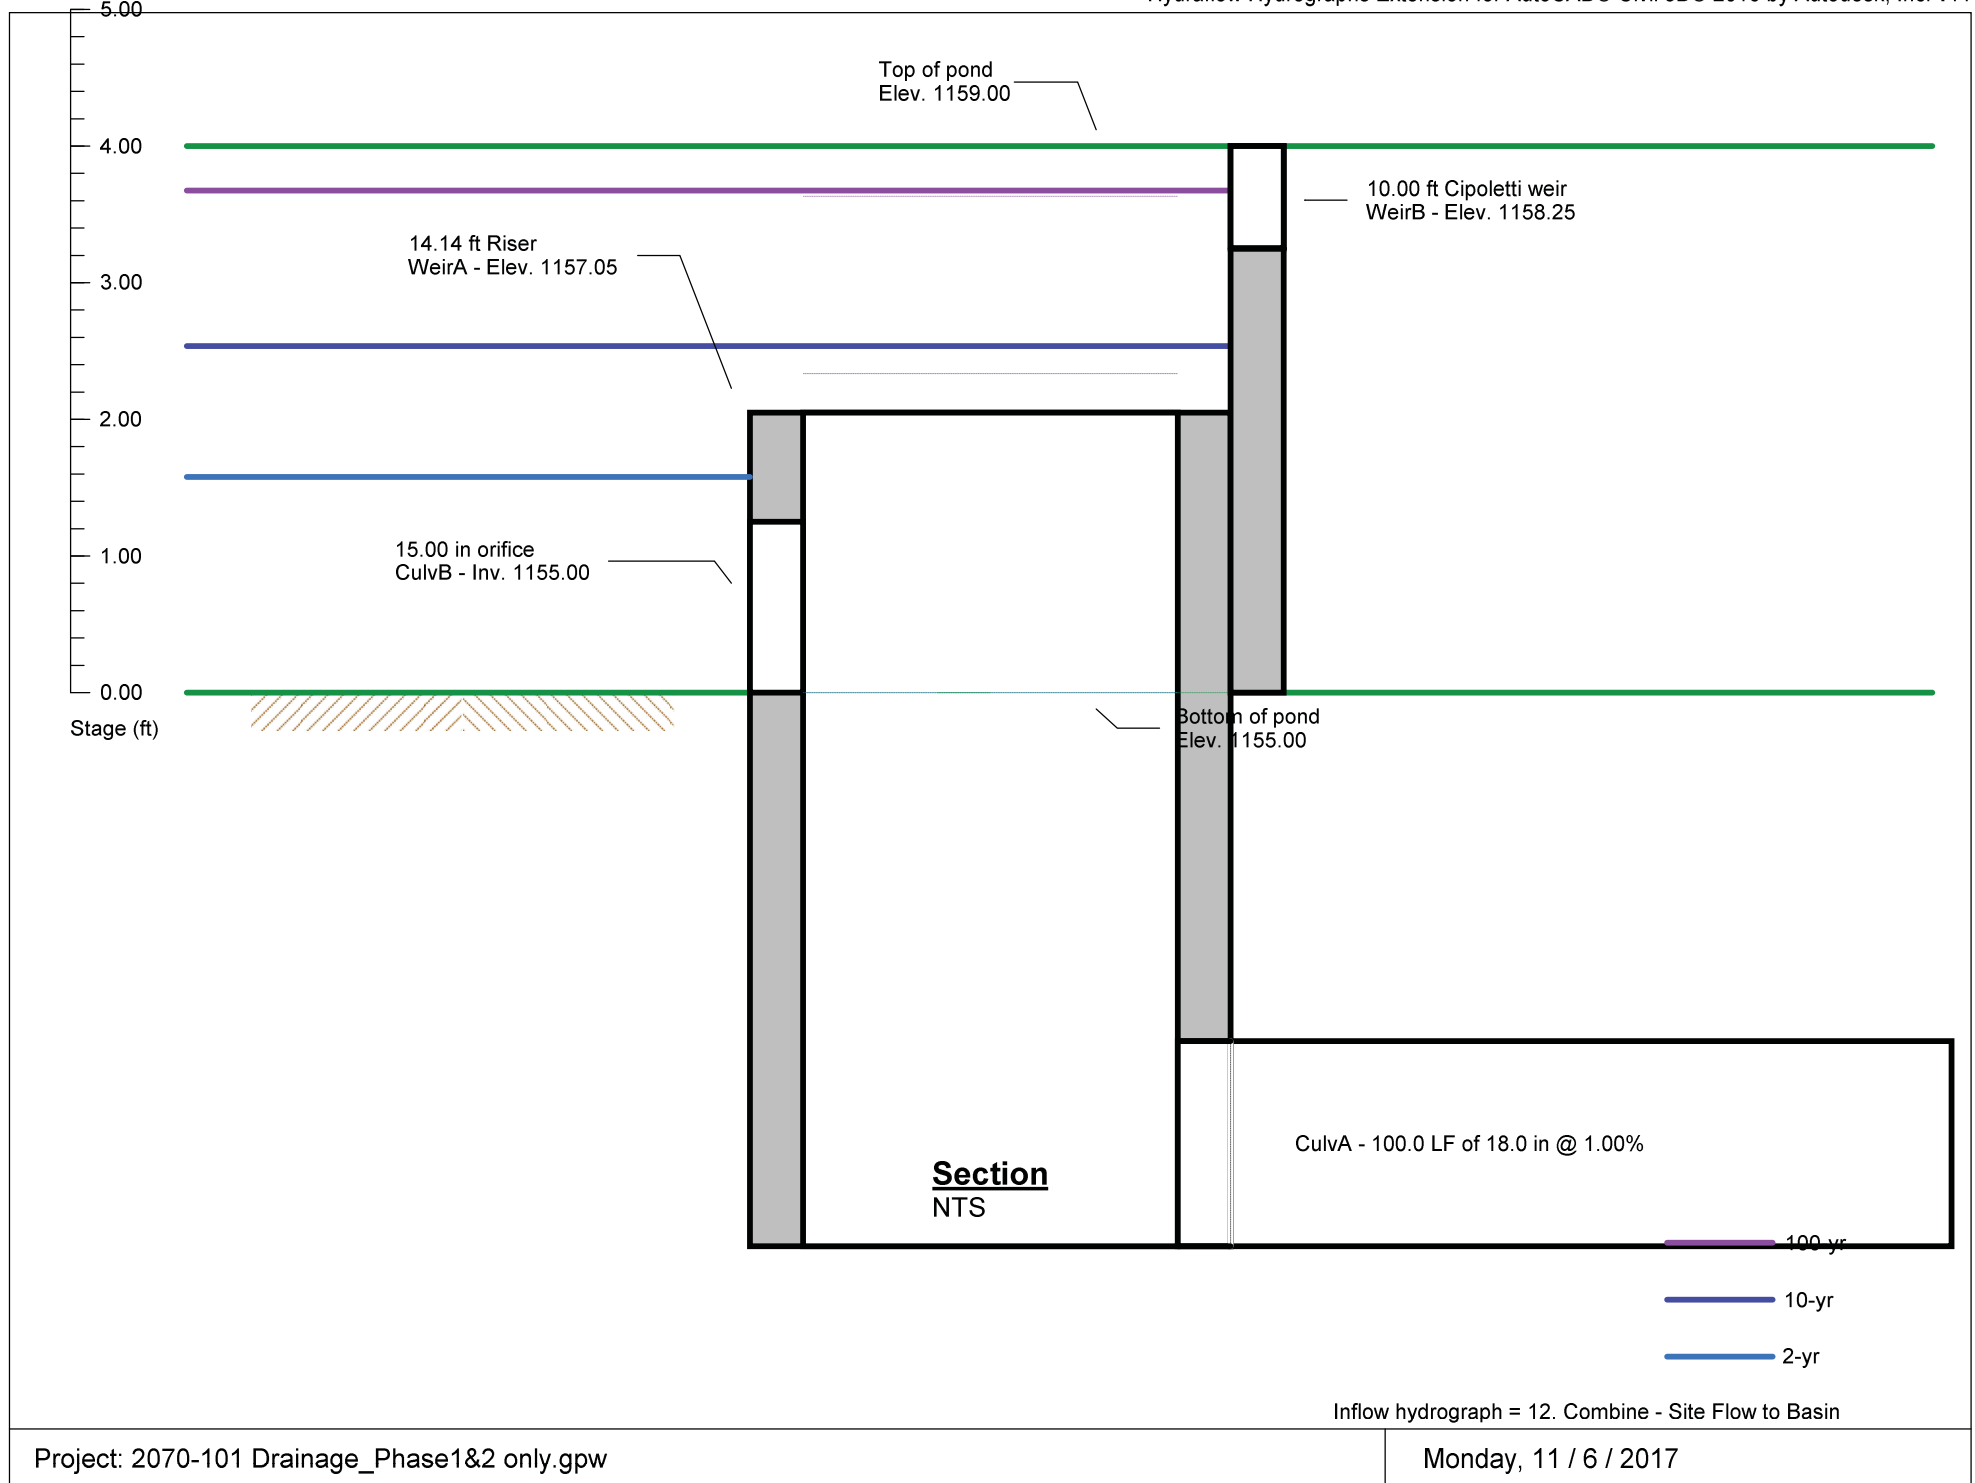 5.00
Top of pond
Elev. 1159.00
4.00
10.00 ft Cipoletti weir
WeirB - Elev. 1158.25
14.14 ft Riser
WeirA - Elev. 1157.05
3.00
2.00
15.00 in orifice
CulvB - Inv. 1155.00
1.00
0.00
Stage (ft)
Bottom of pond
Elev. 1155.00
CulvA - 100.0 LF of 18.0 in @ 1.00%
Section
NTS
100-yr
10-yr
2-yr
Inflow hydrograph = 12. Combine - Site Flow to Basin
Project: 2070-101 Drainage_Phase1&2 only.gpw
Monday, 11 / 6 / 2017